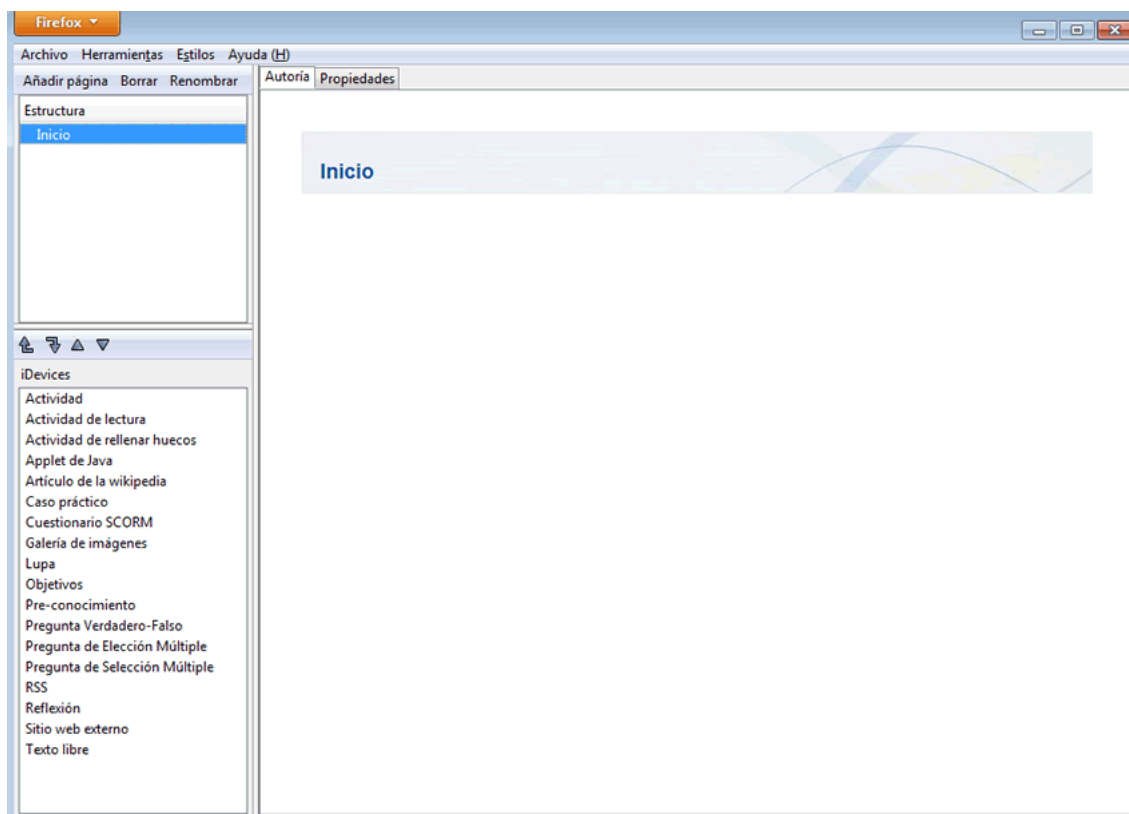 Firefox
Archivo Herramientas Estilos Ayuda (H)
Añadir página Borrar Renombrar
Autoría Propiedades
Estructura
Inicio
Inicio
iDevices
Actividad
Actividad de lectura
Actividad de rellenar huecos
Applet de Java
Artículo de la wikipedia
Caso práctico
Cuestionario SCORM
Galería de imágenes
Lupa
Objetivos
Pre-conocimiento
Pregunta Verdadero-Falso
Pregunta de Elección Múltiple
Pregunta de Selección Múltiple
RSS
Reflexión
Sitio web externo
Texto libre